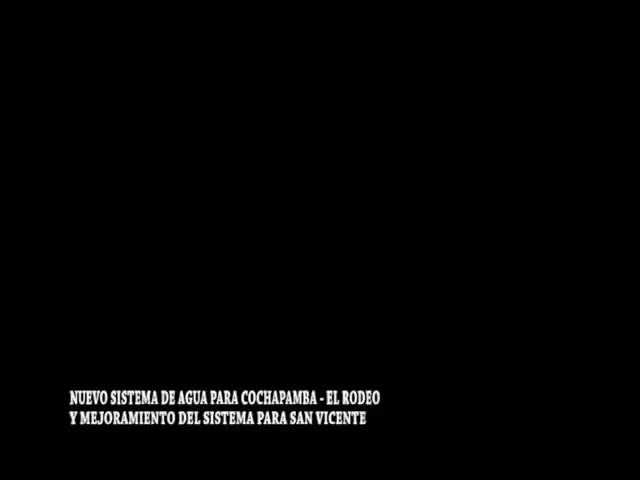 NUEVO SISTEMA DE AGUA PARA COCHAPAMBA - EL RODEO
Y MEJORAMIENTO DEL SISTEMA PARA SAN VICENTE